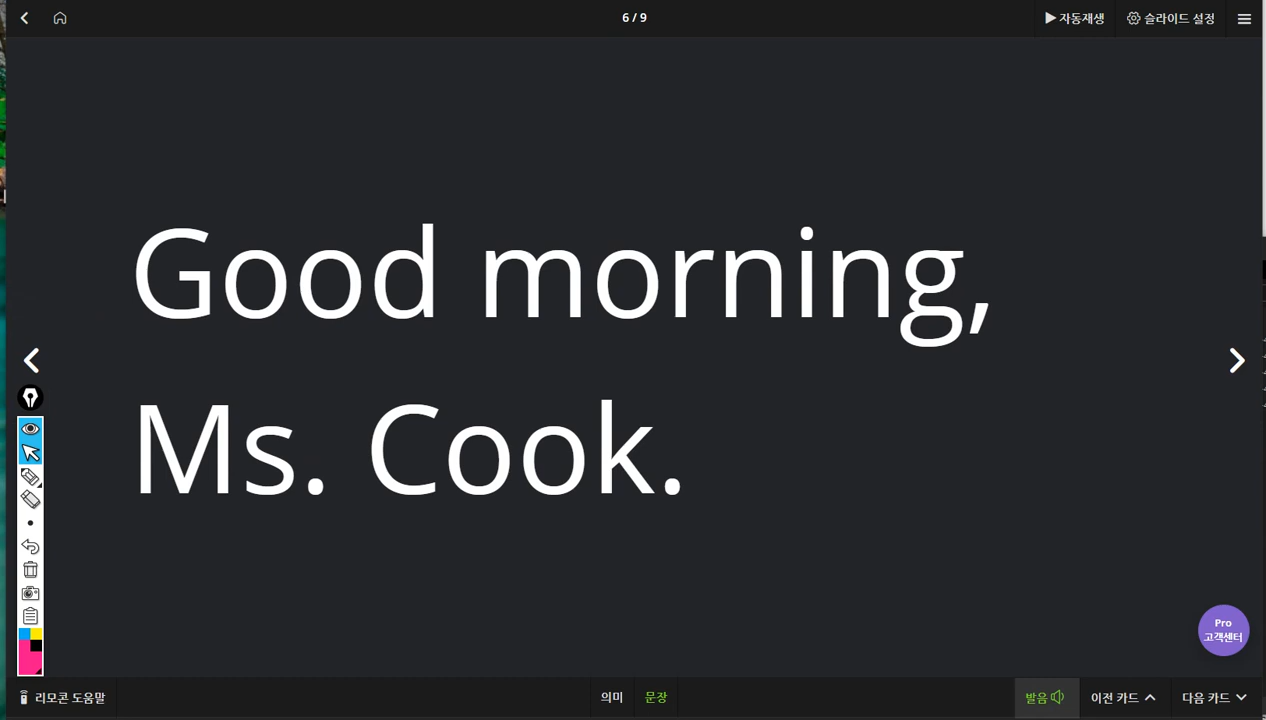 6 / 9
자동재생
슬라이드 설정
Good morning,
Ms. Cook.
Pro
고객센터
리모콘 도움말
의미
문장
발음
이전 카드
다음 카드